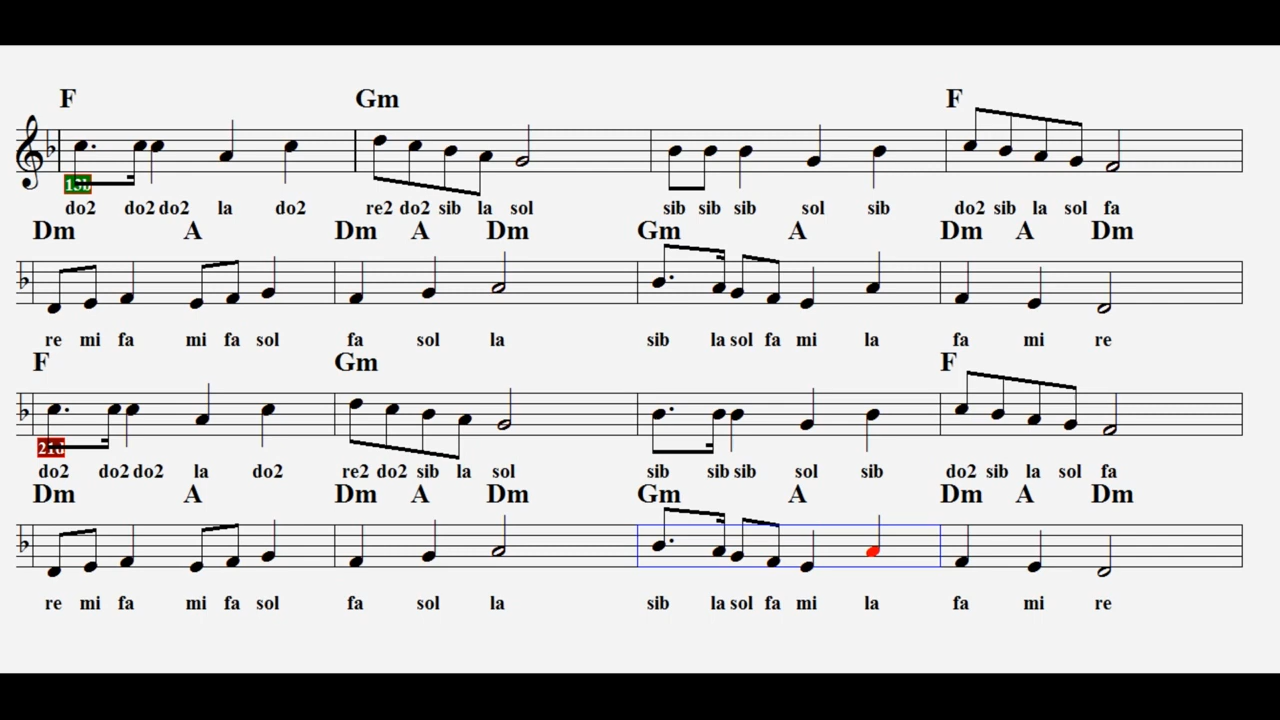 F Gm F
13b
do2 do2 do2 la do2 re2 do2 sib la sol sib sib sib sol sib do2 sib la sol fa
Dm A Dm A Dm Gm A Dm A Dm
re mi fa mi fa sol fa sol la sib la sol fa mi la fa mi re
F Gm F
do2 do2 do2 la do2 re2 do2 sib la sol sib sib sib sol sib do2 sib la sol fa
Dm A Dm A Dm Gm A Dm A Dm
re mi fa mi fa sol fa sol la sib la sol fa mi la fa mi re